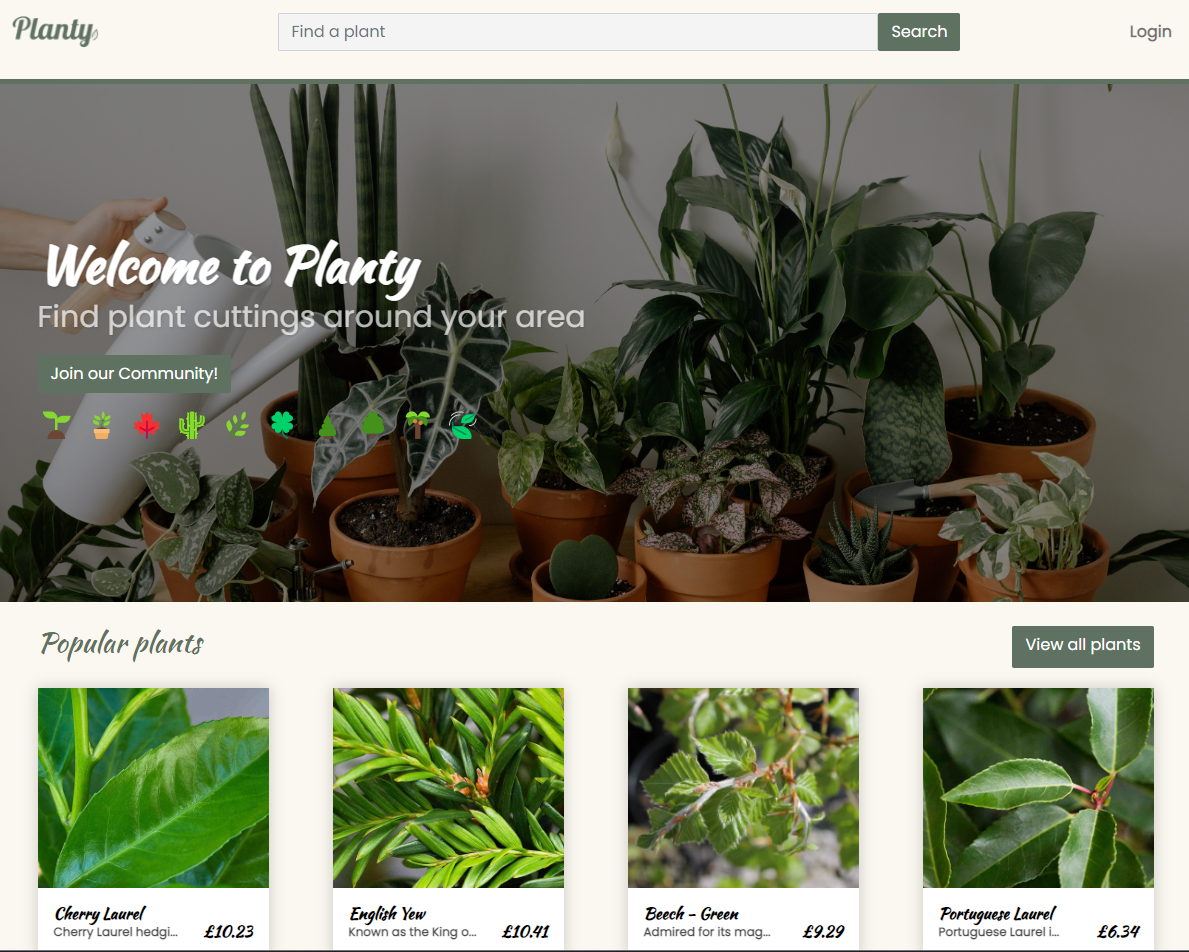 Planty
Find a plant
Search
Login
Welcome to Planty
Find plant cuttings around your area
Join our Community!
Popular plants
View all plants
Cherry Laurel
Cherry Laurel hedgi...
£10.23
English Yew
Known as the King o...
£10.41
Beech - Green
Admired for its mag...
£9.29
Portuguese Laurel
Portuguese Laurel i...
£6.34